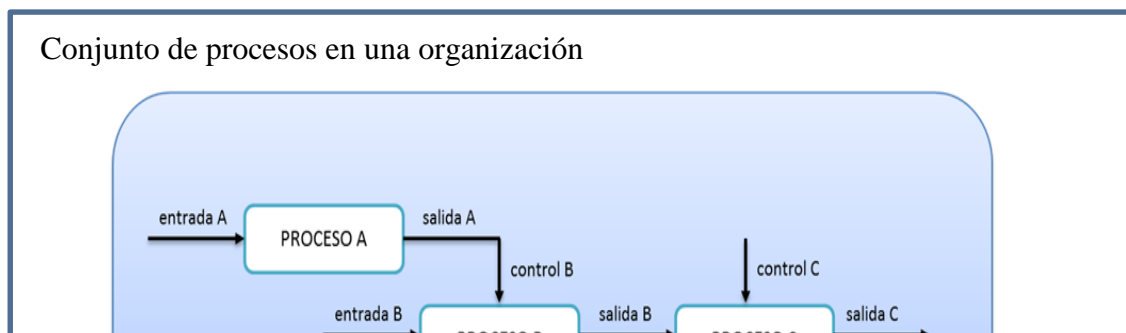 Conjunto de procesos en una organización
entrada A
PROCESO A
salida A
control B
control C
entrada B
salida B
salida C